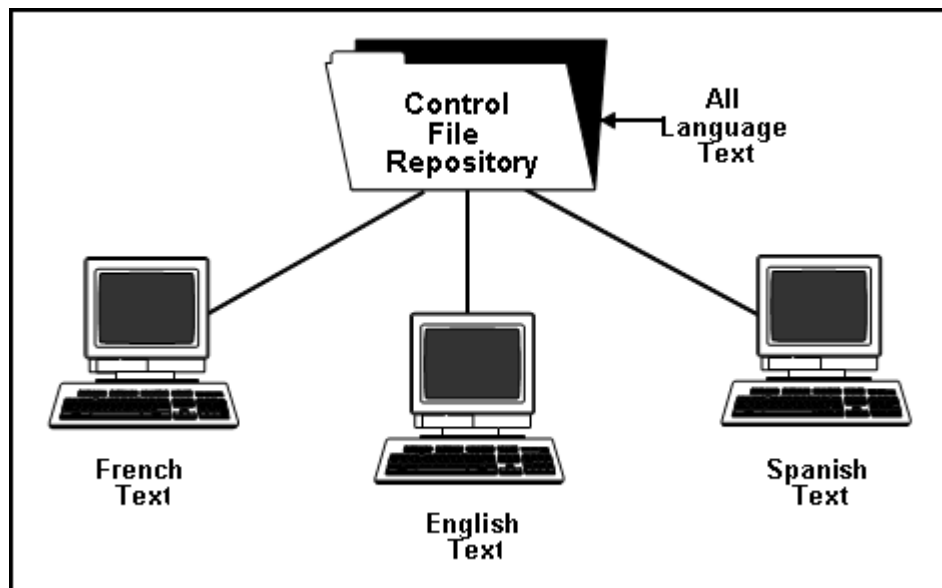 Control
File
Repository
All
Language
Text
French
Text
English
Text
Spanish
Text